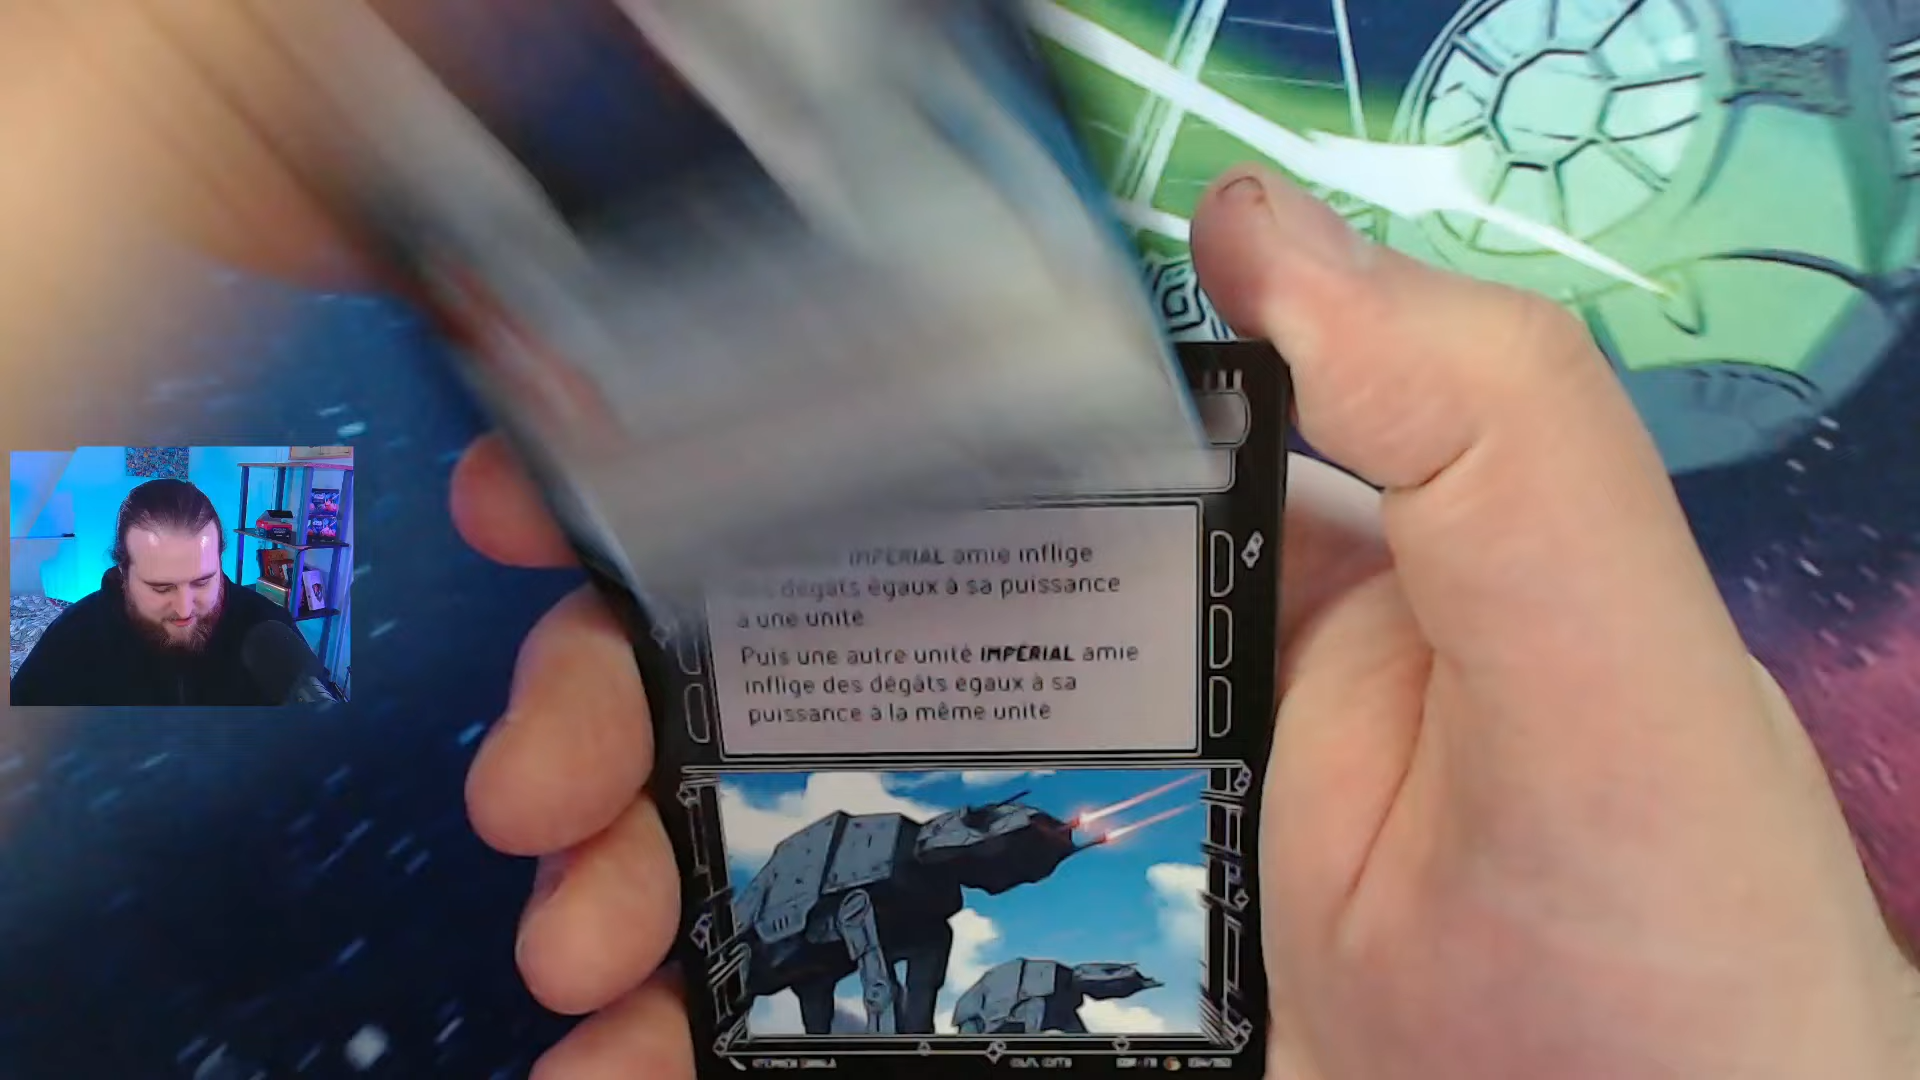 IMPÉRIAL amie inflige
dégâts égaux à sa puissance
à une unité.
Puis une autre unité IMPÉRIAL amie
inflige des dégâts égaux à sa
puissance à la même unité